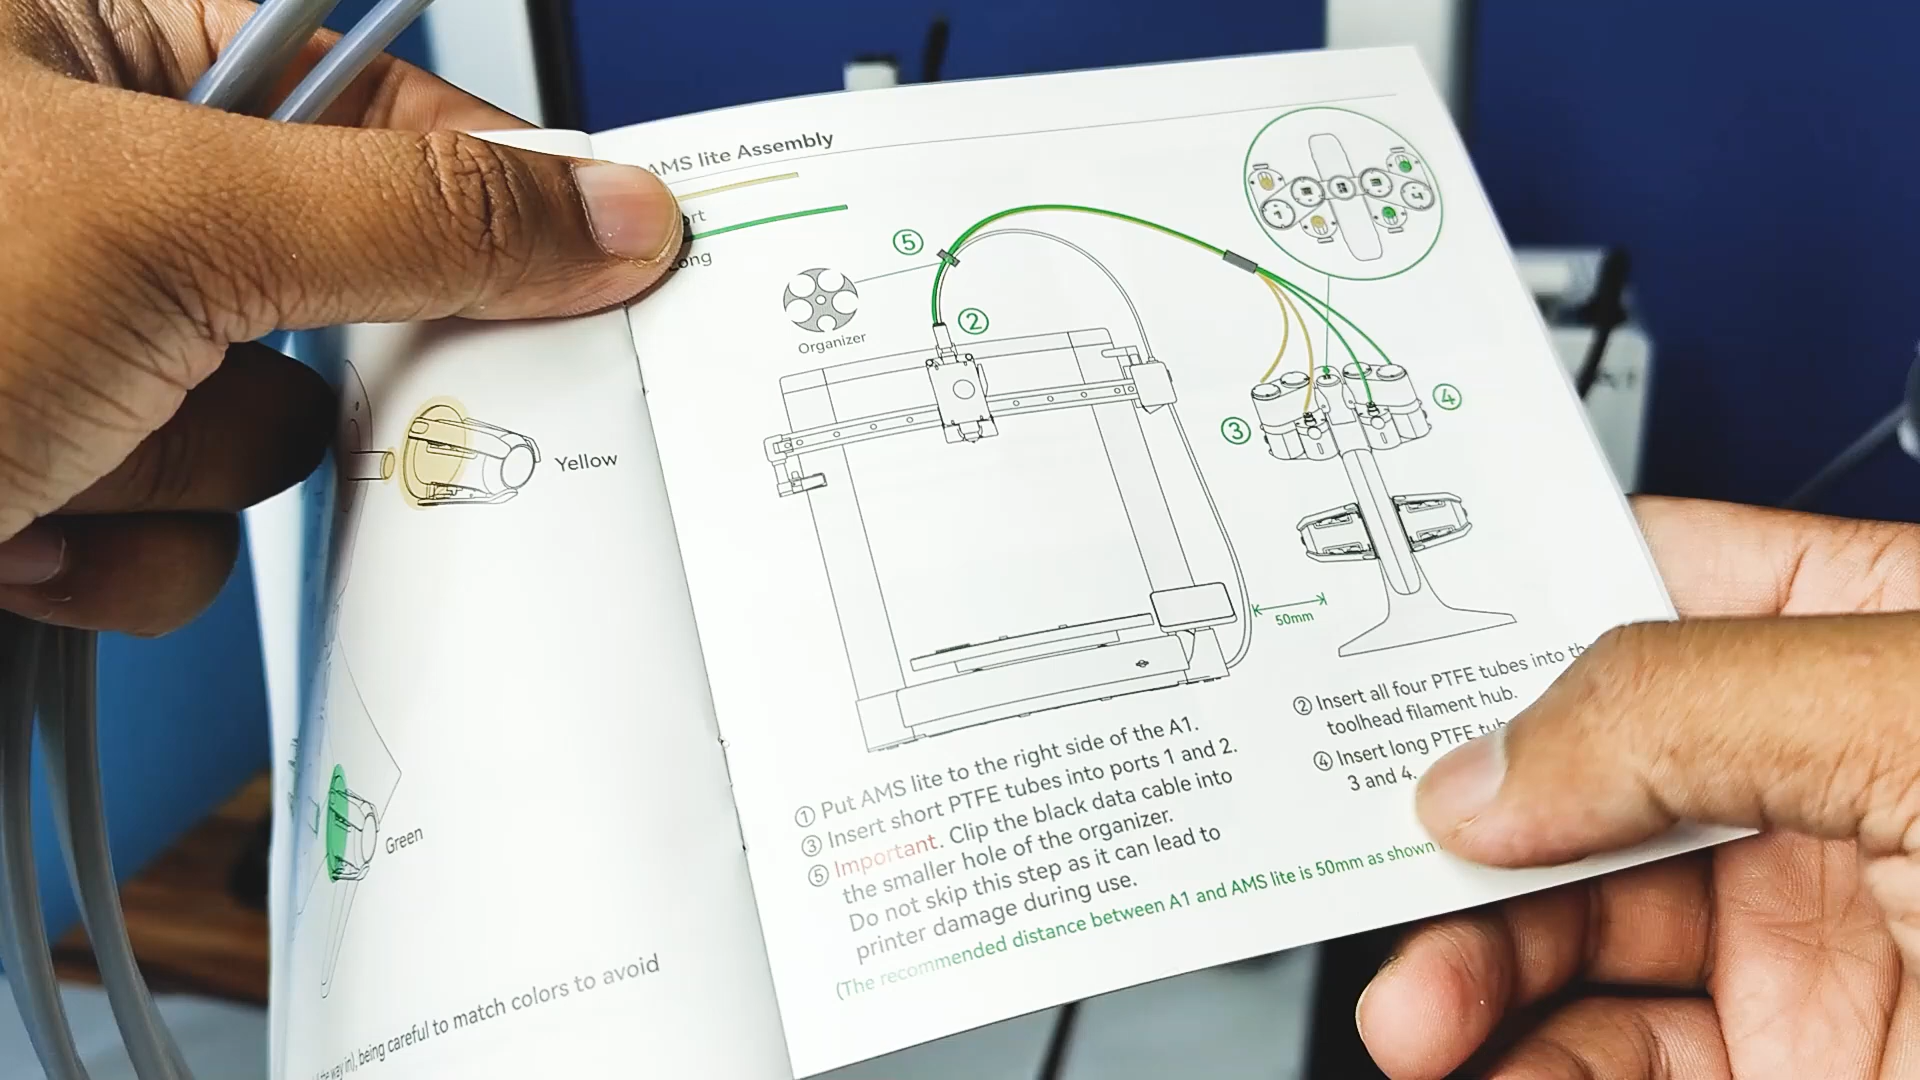 Yellow
Green
being careful to match colors to avoid
AMS lite Assembly
Long
Organizer
⑤
②
③
④
50mm
① Put AMS lite to the right side of the A1.
③ Insert short PTFE tubes into ports 1 and 2.
⑤ Important. Clip the black data cable into
the smaller hole of the organizer.
Do not skip this step as it can lead to
printer damage during use.
② Insert all four PTFE tubes into
toolhead filament hub.
④ Insert long PTFE
3 and 4.
(The recommended distance between A1 and AMS lite is 50mm as shown